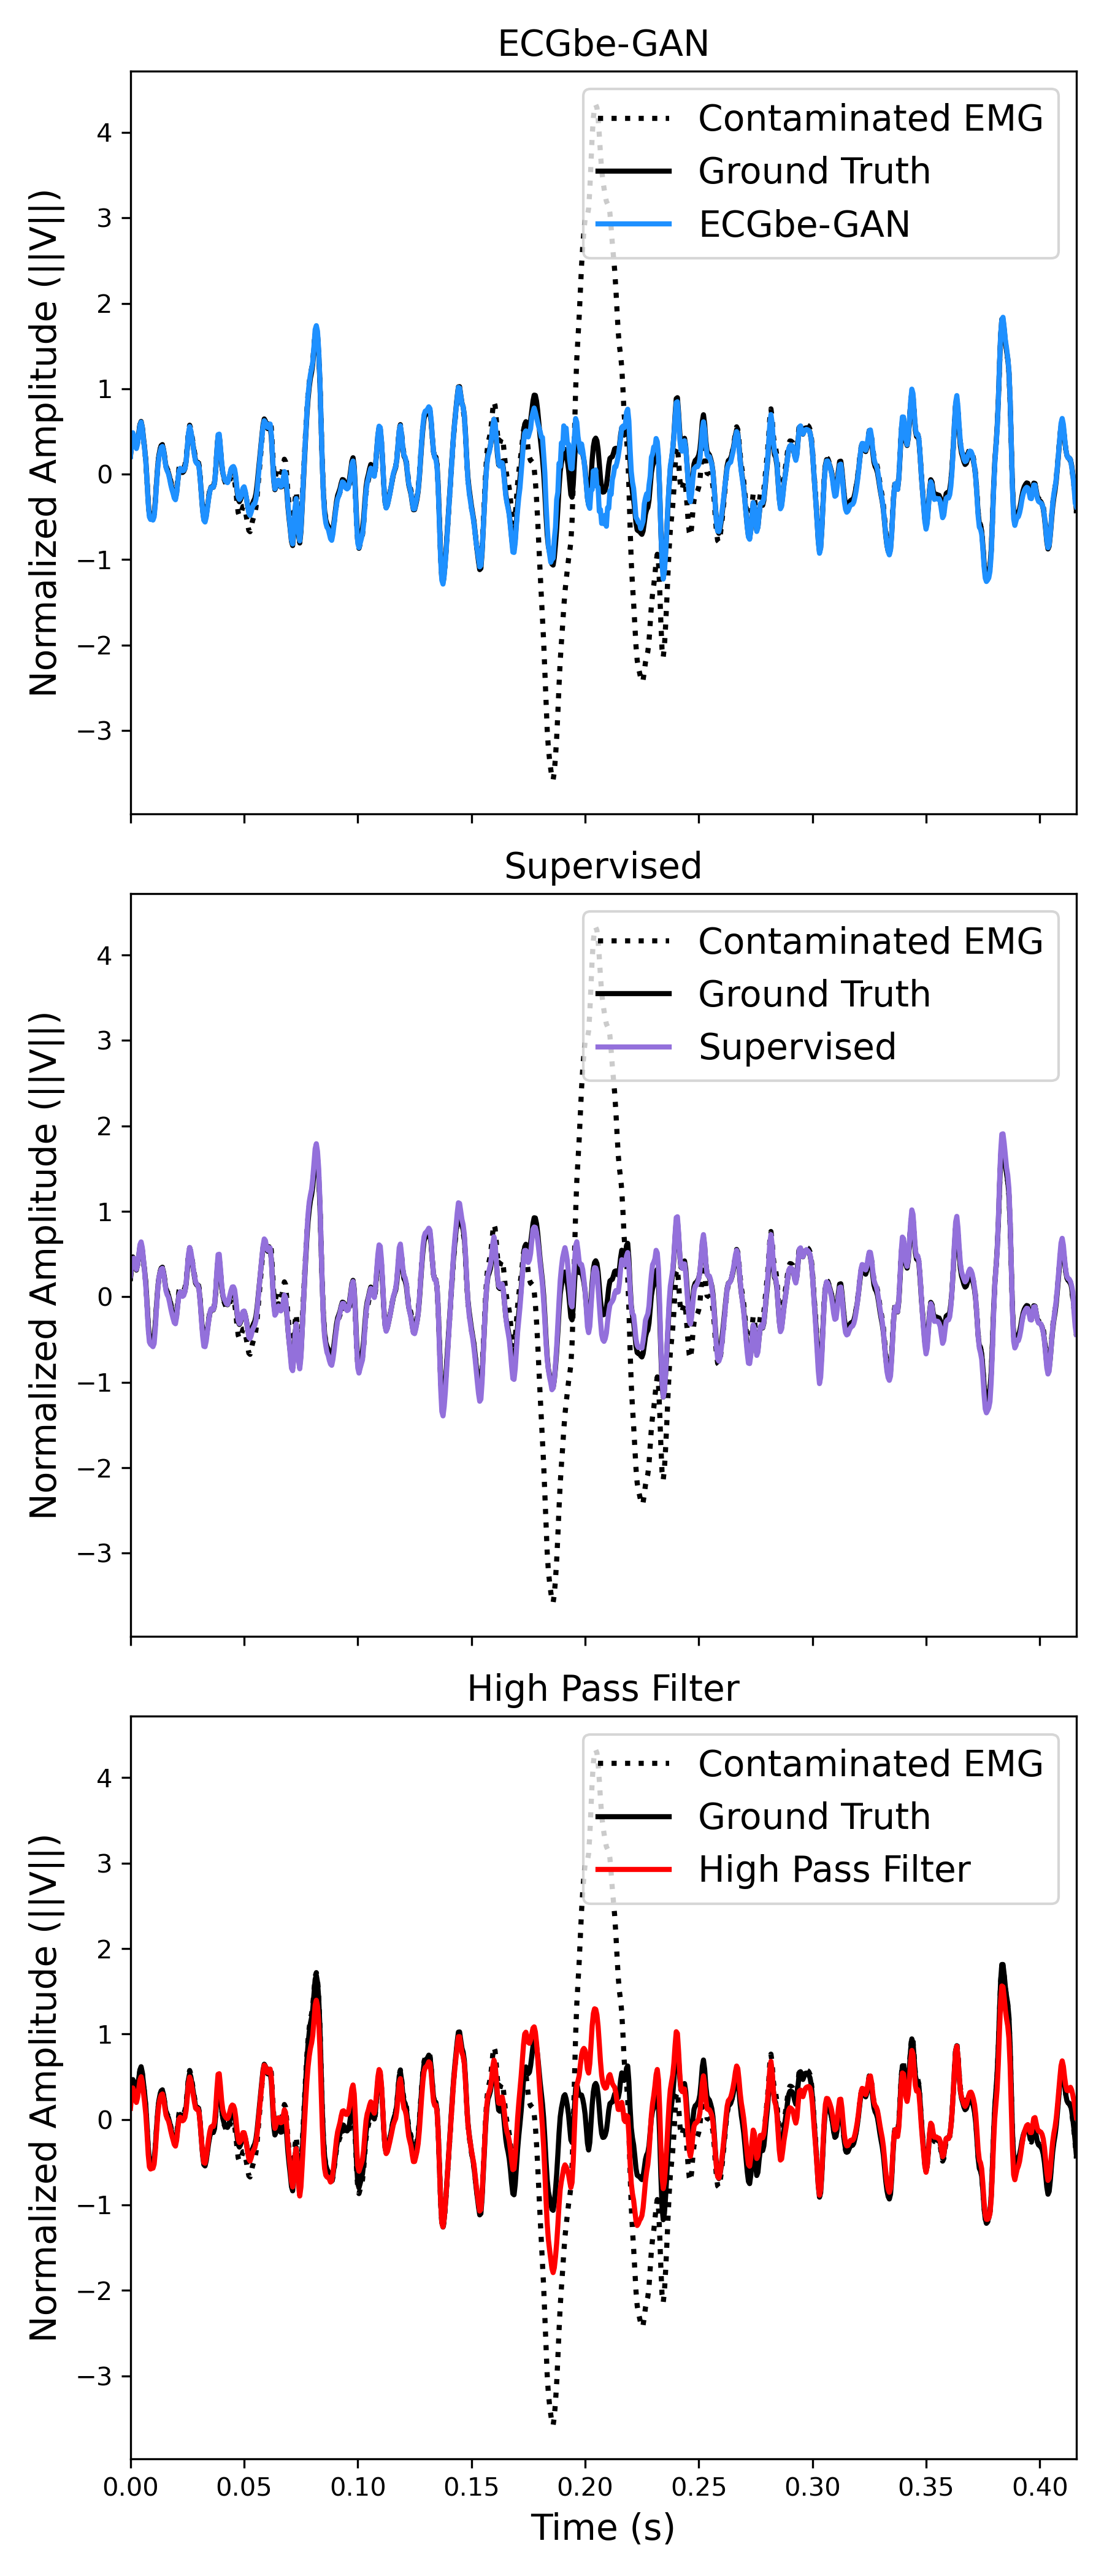 ECGbe-GAN
Normalized Amplitude (||V||)
4
3
2
1
0
−1
−2
−3
Contaminated EMG
Ground Truth
ECGbe-GAN
Supervised
Normalized Amplitude (||V||)
4
3
2
1
0
−1
−2
−3
Contaminated EMG
Ground Truth
Supervised
High Pass Filter
Normalized Amplitude (||V||)
4
3
2
1
0
−1
−2
−3
Contaminated EMG
Ground Truth
High Pass Filter
0.00 0.05 0.10 0.15 0.20 0.25 0.30 0.35 0.40
Time (s)